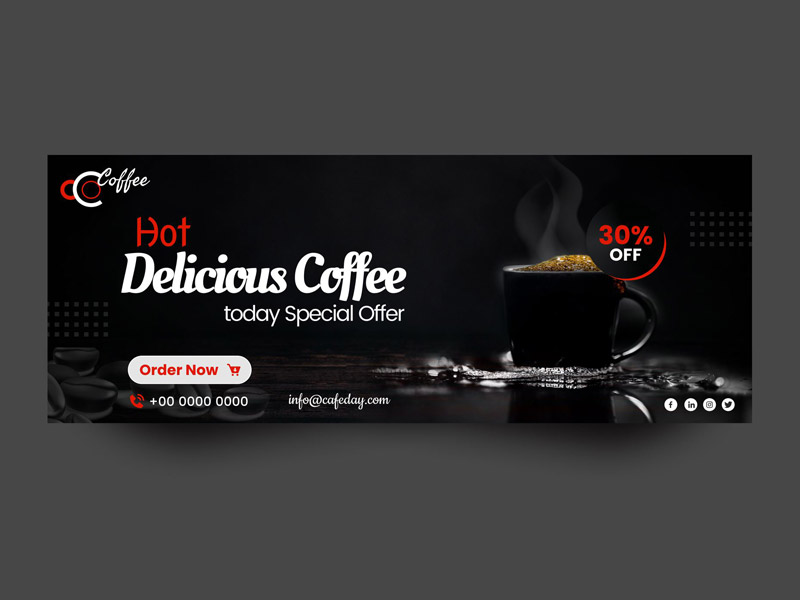 Coffee
Hot
Delicious Coffee
today Special Offer
30%
OFF
Order Now
+00 0000 0000
info@cafeday.com